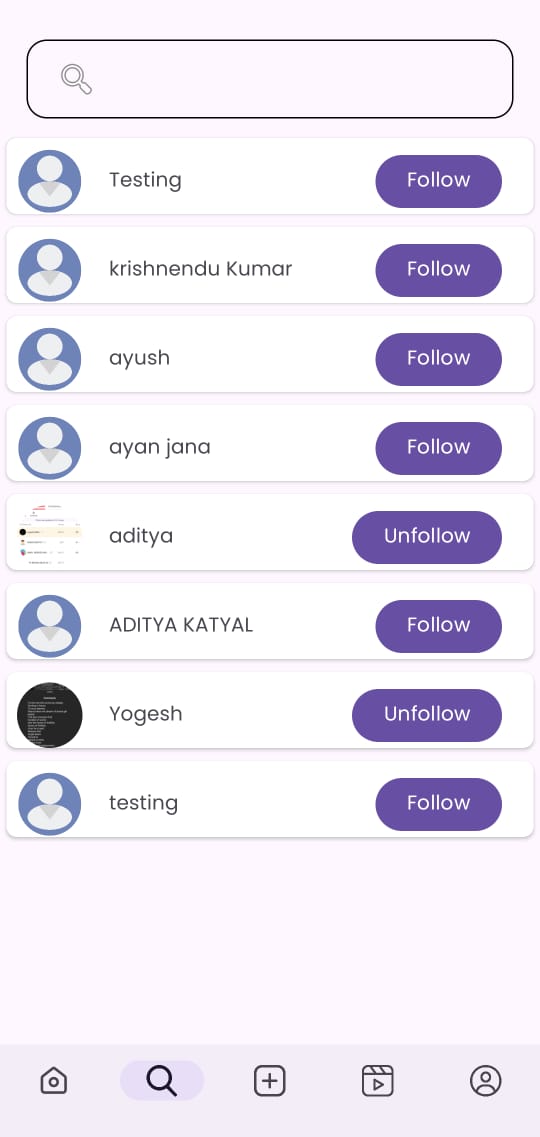 Testing
Follow
krishnendu Kumar
Follow
ayush
Follow
ayan jana
Follow
aditya
Unfollow
ADITYA KATYAL
Follow
Yogesh
Unfollow
testing
Follow